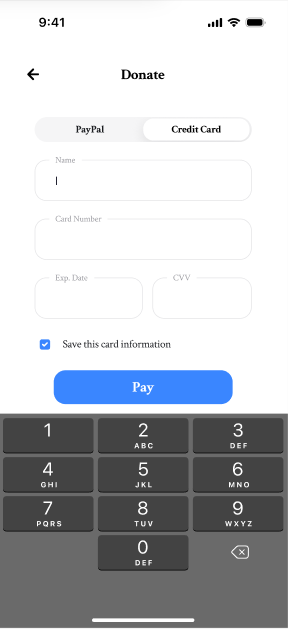 9:41
Donate
PayPal Credit Card
Name
Card Number
Exp. Date CVV
Save this card information
Pay
1 2 3
ABC DEF
4 5 6
GHI JKL MNO
7 8 9
PQRS TUV WXYZ
0
DEF